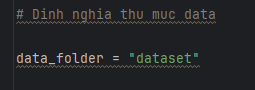 # Dinh nghia thu muc data
data_folder = "dataset"